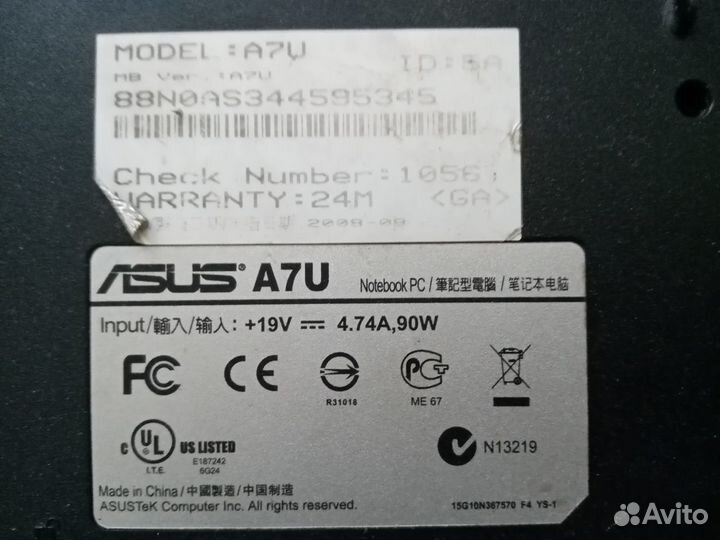 MODEL:A7U ID:5A
MB Ver.:A7U
88N0AS344595345
Check Number:1056
WARRANTY:24M <GA>
2008-09
ASUS A7U Notebook PC/筆記型電腦/笔记本电脑
Input/輸入/输入: +19V 4.74A,90W
FC CE R31018 PCT ME 67
c UL US LISTED
I.T.E. E187242
6G24
N13219
Made in China/中國製造/中国制造
ASUSTeK Computer Inc. All rights reserved.
15G10N367570 F4 YS-1
Avito